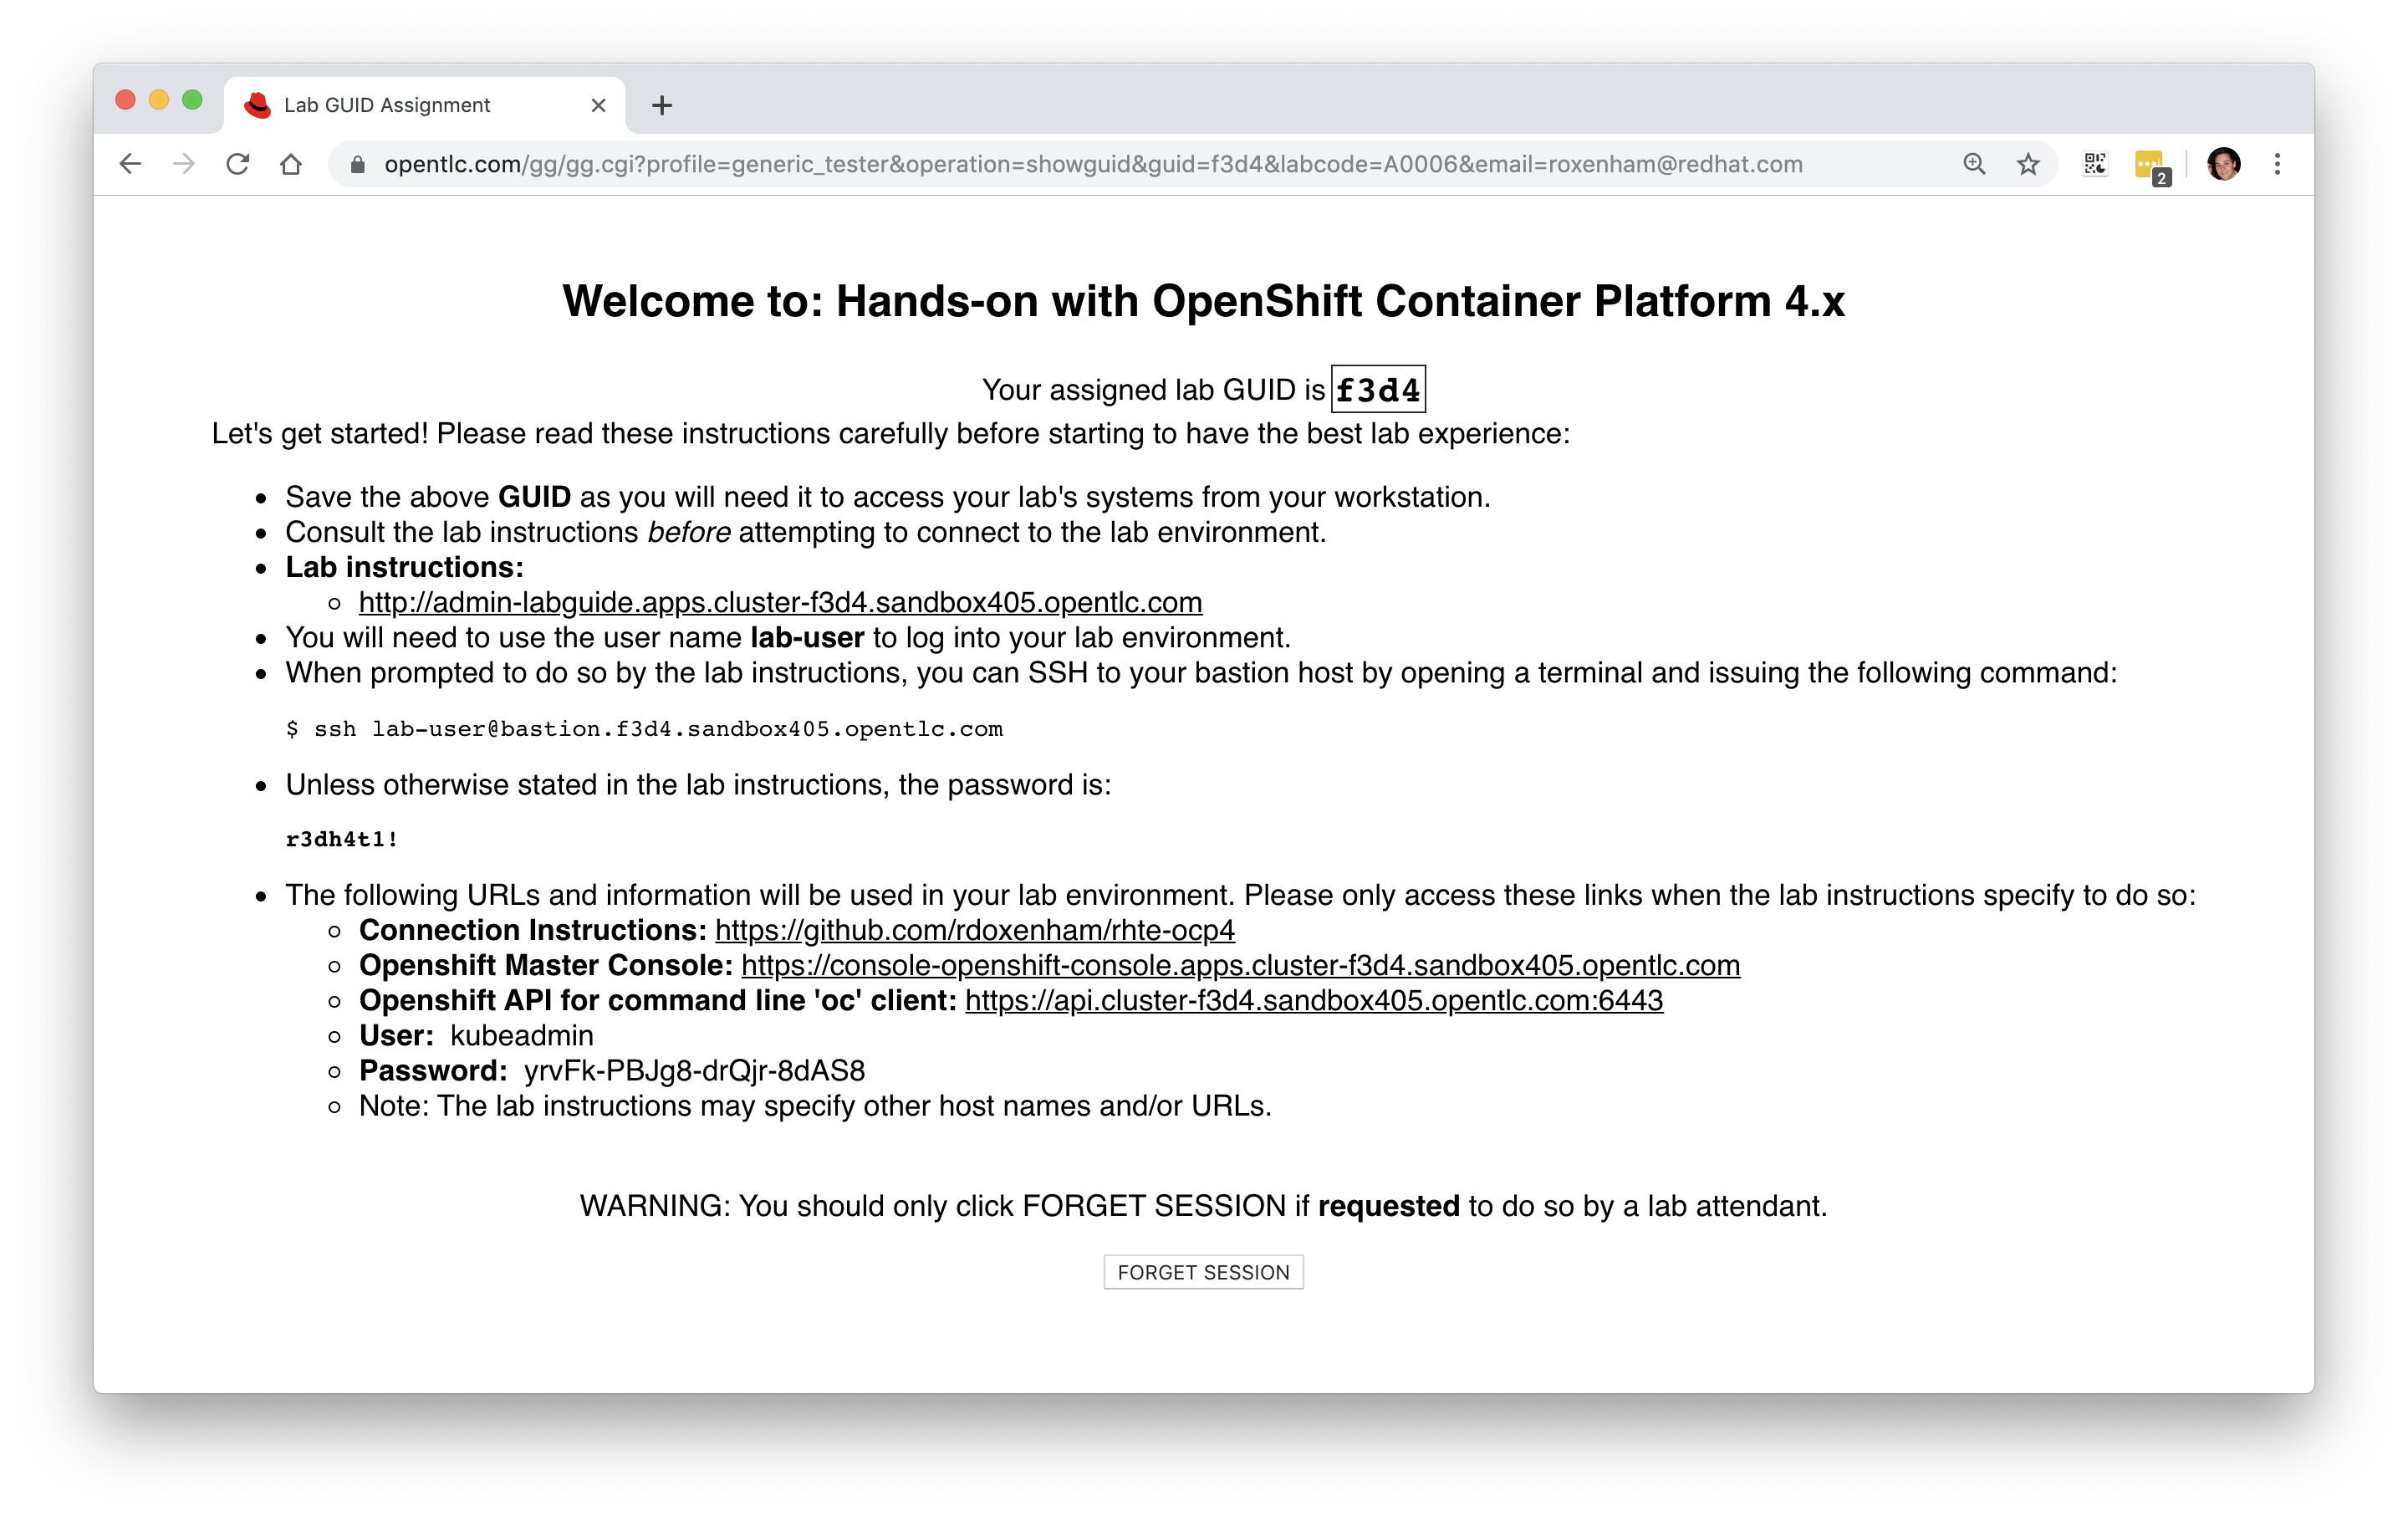 Lab GUID Assignment
opentlc.com/gg/gg.cgi?profile=generic_tester&operation=showguid&guid=f3d4&labcode=A0006&email=roxenham@redhat.com
2
Welcome to: Hands-on with OpenShift Container Platform 4.x
Your assigned lab GUID is f3d4
Let's get started! Please read these instructions carefully before starting to have the best lab experience:
Save the above GUID as you will need it to access your lab's systems from your workstation.
Consult the lab instructions before attempting to connect to the lab environment.
Lab instructions:
http://admin-labguide.apps.cluster-f3d4.sandbox405.opentlc.com
You will need to use the user name lab-user to log into your lab environment.
When prompted to do so by the lab instructions, you can SSH to your bastion host by opening a terminal and issuing the following command:
$ ssh lab-user@bastion.f3d4.sandbox405.opentlc.com
Unless otherwise stated in the lab instructions, the password is:
r3dh4t1!
The following URLs and information will be used in your lab environment. Please only access these links when the lab instructions specify to do so:
Connection Instructions: https://github.com/rdoxenham/rhte-ocp4
Openshift Master Console: https://console-openshift-console.apps.cluster-f3d4.sandbox405.opentlc.com
Openshift API for command line 'oc' client: https://api.cluster-f3d4.sandbox405.opentlc.com:6443
User: kubeadmin
Password: yrvFk-PBJg8-drQjr-8dAS8
Note: The lab instructions may specify other host names and/or URLs.
WARNING: You should only click FORGET SESSION if requested to do so by a lab attendant.
FORGET SESSION